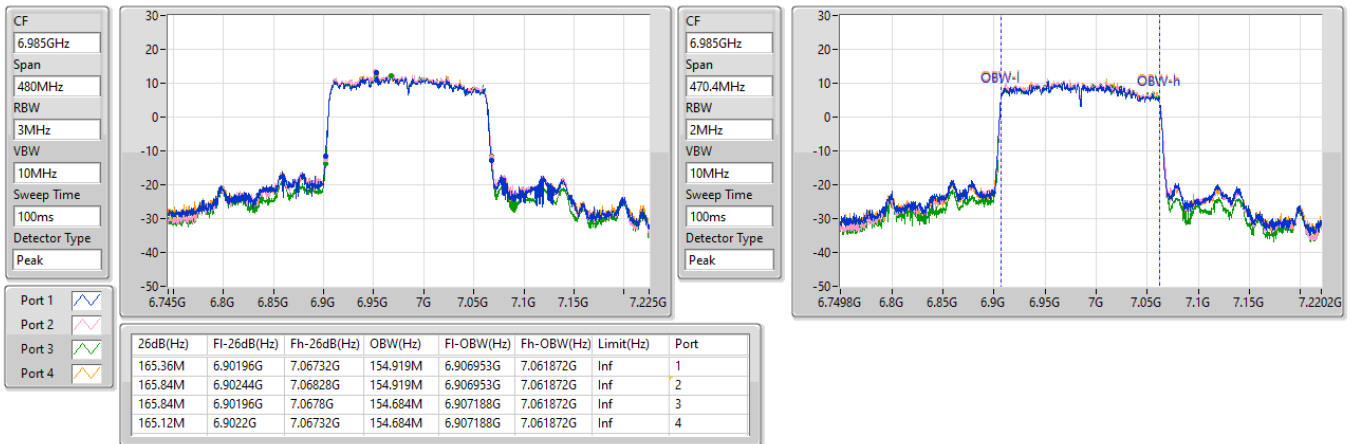 CF
6.985GHz
Span
480MHz
RBW
3MHz
VBW
10MHz
Sweep Time
100ms
Detector Type
Peak
30
20
10
0
-10
-20
-30
-40
-50
6.745G 6.8G 6.85G 6.9G 6.95G 7G 7.05G 7.1G 7.15G 7.225G
CF
6.985GHz
Span
470.4MHz
RBW
2MHz
VBW
10MHz
Sweep Time
100ms
Detector Type
Peak
30
20
10
0
-10
-20
-30
-40
-50
OBW-l OBW-h
6.7498G 6.8G 6.85G 6.9G 6.95G 7G 7.05G 7.1G 7.15G 7.2202G
Port 1
Port 2
Port 3
Port 4
26dB(Hz) Fl-26dB(Hz) Fh-26dB(Hz) OBW(Hz) Fl-OBW(Hz) Fh-OBW(Hz) Limit(Hz) Port
165.36M 6.90196G 7.06732G 154.919M 6.906953G 7.061872G Inf 1
165.84M 6.90244G 7.06828G 154.919M 6.906953G 7.061872G Inf 2
165.84M 6.90196G 7.0678G 154.684M 6.907188G 7.061872G Inf 3
165.12M 6.9022G 7.06732G 154.684M 6.907188G 7.061872G Inf 4